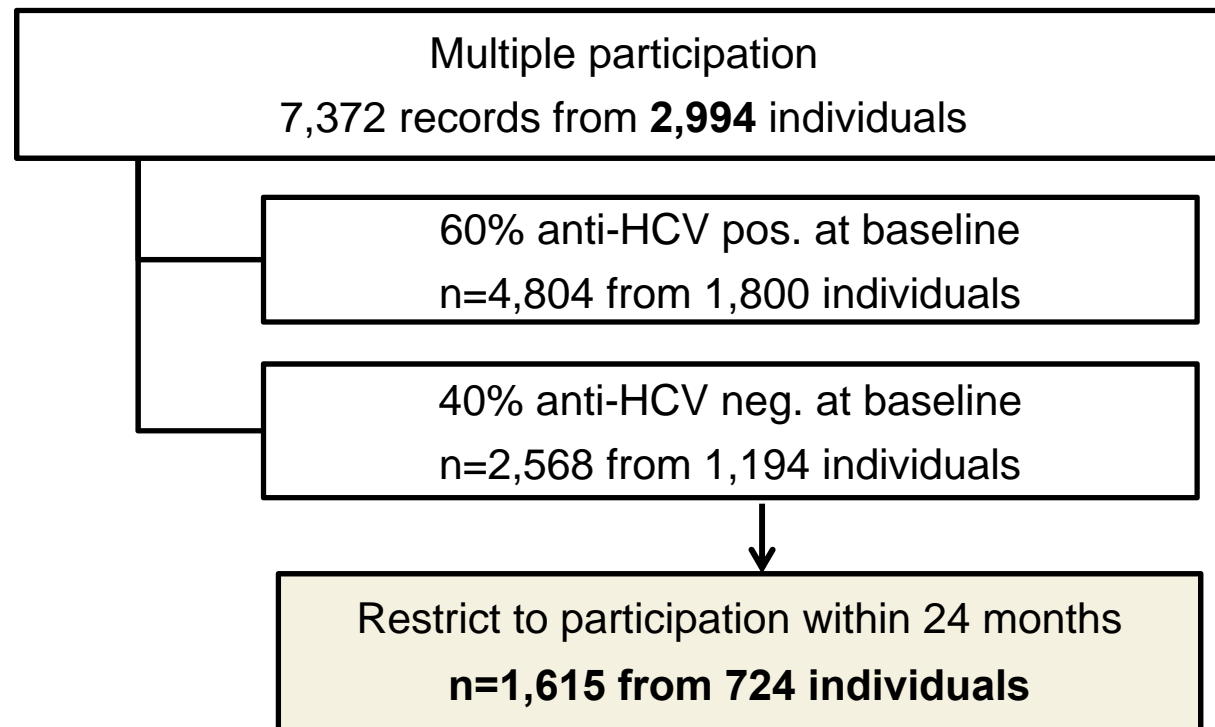 Multiple participation
7,372 records from 2,994 individuals
60% anti-HCV pos. at baseline
n=4,804 from 1,800 individuals
40% anti-HCV neg. at baseline
n=2,568 from 1,194 individuals
Restrict to participation within 24 months
n=1,615 from 724 individuals